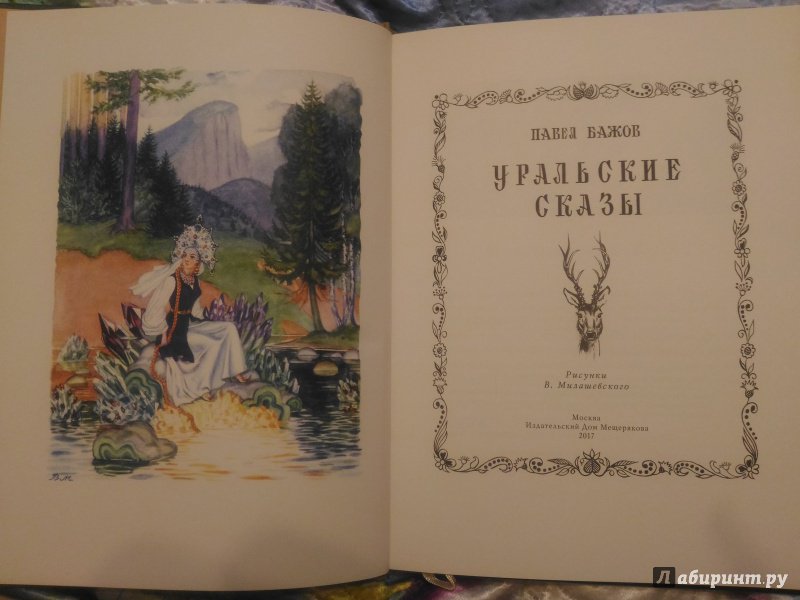 ПАВЕЛ БАЖОВ
УРАЛЬСКИЕ
СКАЗЫ
Рисунки
В. Милашевского
Москва
Издательский Дом Мещерякова
2017
В.М.
Лабиринт.ру